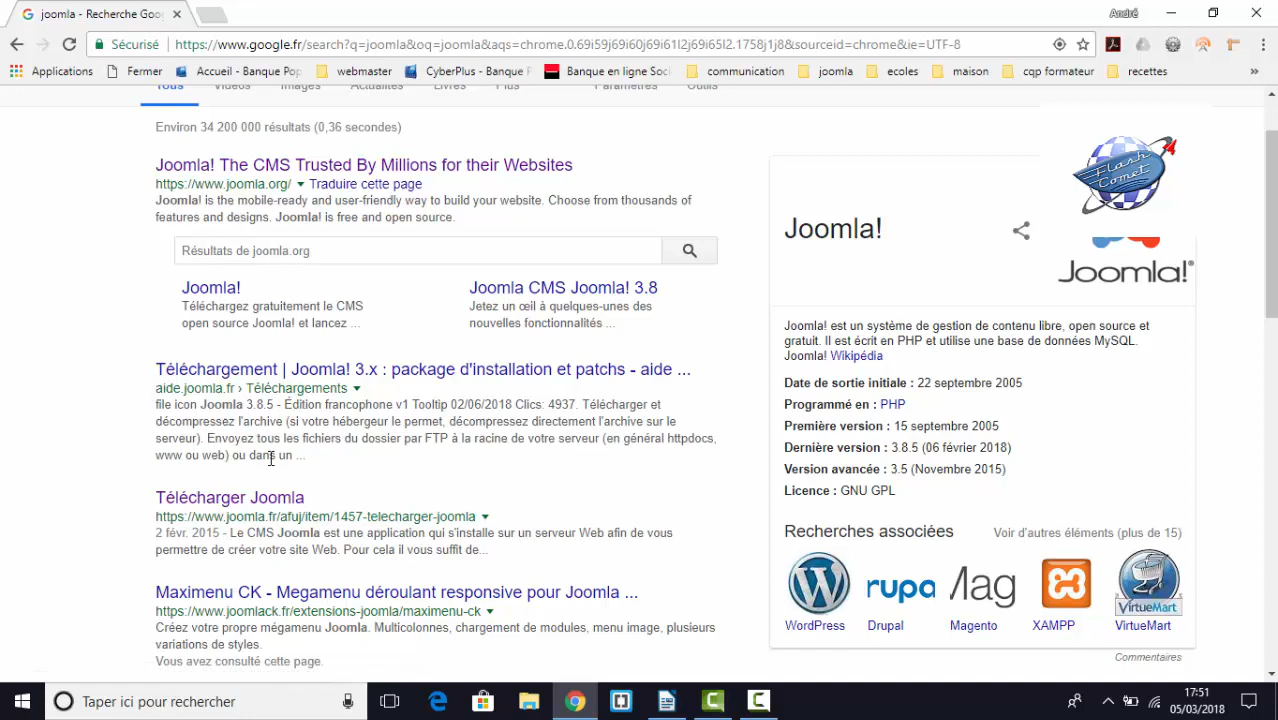 joomla - Recherche Goo
André
Sécurisé
https://www.google.fr/search?q=joomla&oq=joomla&aqs=chrome.0.69i59j69i60j69i61l2j69i65l2.1758j1j8&sourceid=chrome&ie=UTF-8
Applications
Fermer
Accueil - Banque Pop
webmaster
CyberPlus - Banque P
Banque en ligne Soci
communication
joomla
ecoles
maison
cqp formateur
recettes
»
Tous
Vidéos
Images
Actualités
Livres
Plus
Paramètres
Outils
Environ 34 200 000 résultats (0,36 secondes)
Joomla! The CMS Trusted By Millions for their Websites
https://www.joomla.org/ Traduire cette page
Joomla! is the mobile-ready and user-friendly way to build your website. Choose from thousands of
features and designs. Joomla! is free and open source.
Résultats de joomla.org
Joomla!
Téléchargez gratuitement le CMS
open source Joomla! et lancez ...
Joomla CMS Joomla! 3.8
Jetez un œil à quelques-unes des
nouvelles fonctionnalités ...
Téléchargement | Joomla! 3.x : package d'installation et patchs - aide ...
aide.joomla.fr › Téléchargements
file icon Joomla 3.8.5 - Édition francophone v1 Tooltip 02/06/2018 Clics: 4937. Télécharger et
décompressez l'archive (si votre hébergeur le permet, décompressez directement l'archive sur le
serveur). Envoyez tous les fichiers du dossier par FTP à la racine de votre serveur (en général httpdocs,
www ou web) ou dans un ...
Télécharger Joomla
https://www.joomla.fr/afuj/item/1457-telecharger-joomla
2 févr. 2015 - Le CMS Joomla est une application qui s'installe sur un serveur Web afin de vous
permettre de créer votre site Web. Pour cela il vous suffit de...
Maximenu CK - Megamenu déroulant responsive pour Joomla ...
https://www.joomlack.fr/extensions-joomla/maximenu-ck
Créez votre propre mégamenu Joomla. Multicolonnes, chargement de modules, menu image, plusieurs
variations de styles.
Vous avez consulté cette page.
Flash
Comet
Joomla!
Joomla!®
Joomla! est un système de gestion de contenu libre, open source et
gratuit. Il est écrit en PHP et utilise une base de données MySQL.
Joomla! Wikipédia
Date de sortie initiale : 22 septembre 2005
Programmé en : PHP
Première version : 15 septembre 2005
Dernière version : 3.8.5 (06 février 2018)
Version avancée : 3.5 (Novembre 2015)
Licence : GNU GPL
Recherches associées
Voir d'autres éléments (plus de 15)
rupa
Mag
VirtueMart
WordPress
Drupal
Magento
XAMPP
VirtueMart
Commentaires
Taper ici pour rechercher
17:51
05/03/2018